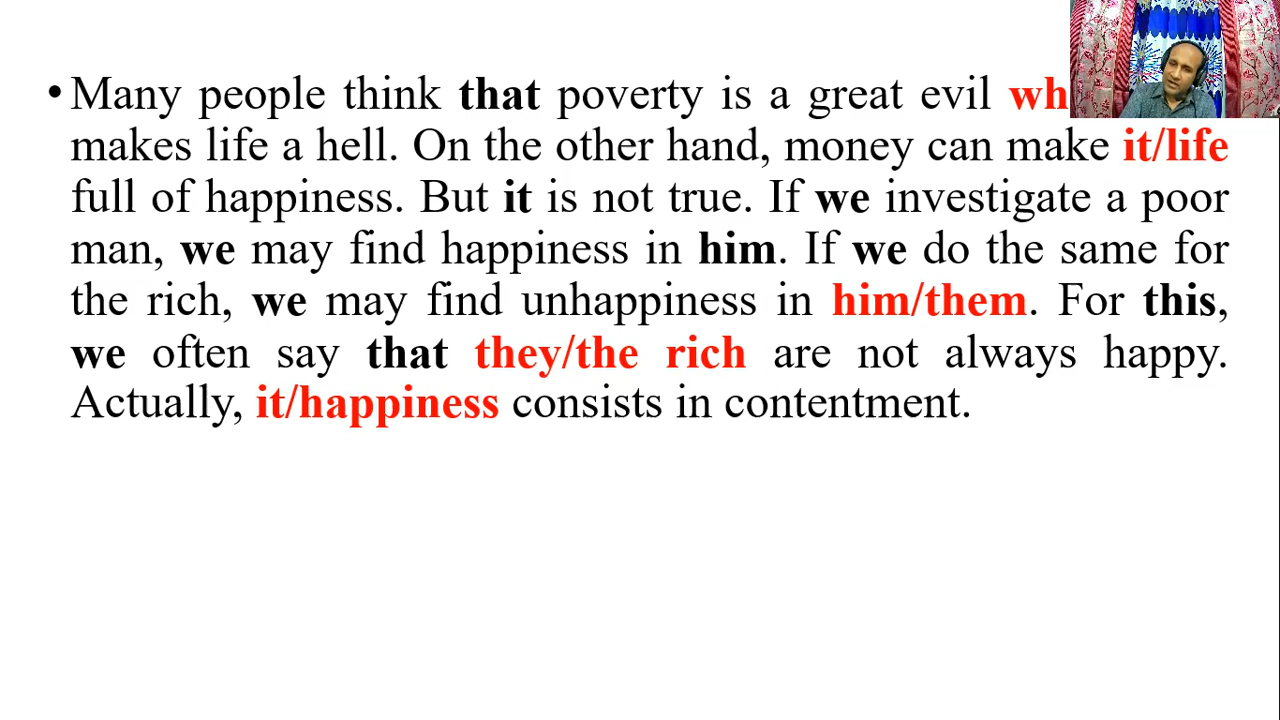 • Many people think that poverty is a great evil
makes life a hell. On the other hand, money can make it/life
full of happiness. But it is not true. If we investigate a poor
man, we may find happiness in him. If we do the same for
the rich, we may find unhappiness in him/them. For this,
we often say that they/the rich are not always happy.
Actually, it/happiness consists in contentment.